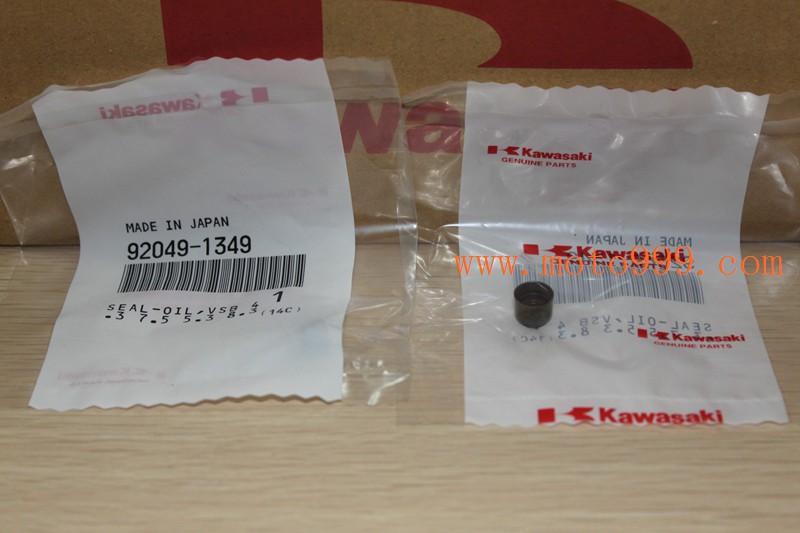 Kawasaki
MADE IN JAPAN
92049-1349
1
SEAL-OIL,VSB 4
.3 7.5 5.3 8.3(14C)
Kawasaki
GENUINE PARTS
MADE IN JAPAN
Kawasaki
www.moto999.com
SEAL-OIL,VSB 4
Kawasaki
GENUINE PARTS
Kawasaki